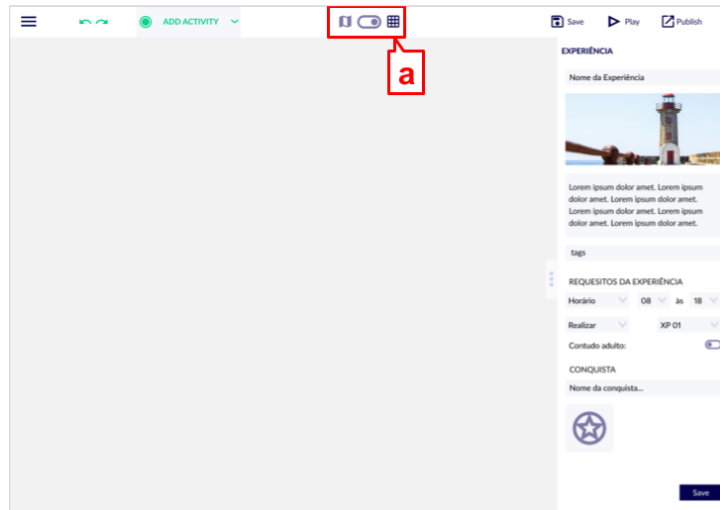 ADD ACTIVITY
Save
Play
Publish
a
EXPERIÊNCIA
Nome da Experiência
Lorem ipsum dolor amet. Lorem ipsum
dolor amet. Lorem ipsum dolor amet.
Lorem ipsum dolor amet. Lorem ipsum
dolor amet. Lorem ipsum dolor amet.
tags
REQUESITOS DA EXPERIÊNCIA
Horário 08 às 18
Realizar XP 01
Contudo adulto:
CONQUISTA
Nome da conquista...
Save